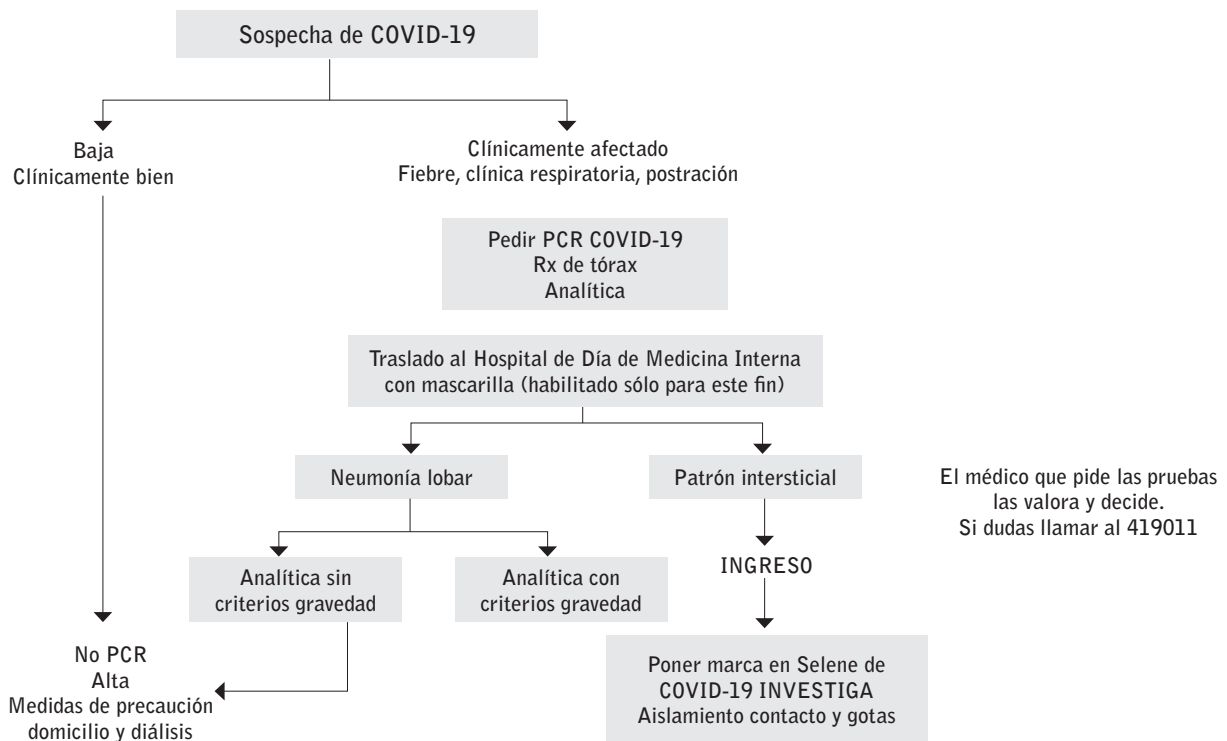 Sospecha de COVID-19
Baja
Clínicamente bien
Clínicamente afectado
Fiebre, clínica respiratoria, postración
Pedir PCR COVID-19
Rx de tórax
Analítica
Traslado al Hospital de Día de Medicina Interna
con mascarilla (habilitado sólo para este fin)
Neumonía lobar
Patrón intersticial
El médico que pide las pruebas
las valora y decide.
Si dudas llamar al 419011
Analítica sin
criterios gravedad
Analítica con
criterios gravedad
INGRESO
No PCR
Alta
Medidas de precaución
domicilio y diálisis
Poner marca en Selene de
COVID-19 INVESTIGA
Aislamiento contacto y gotas